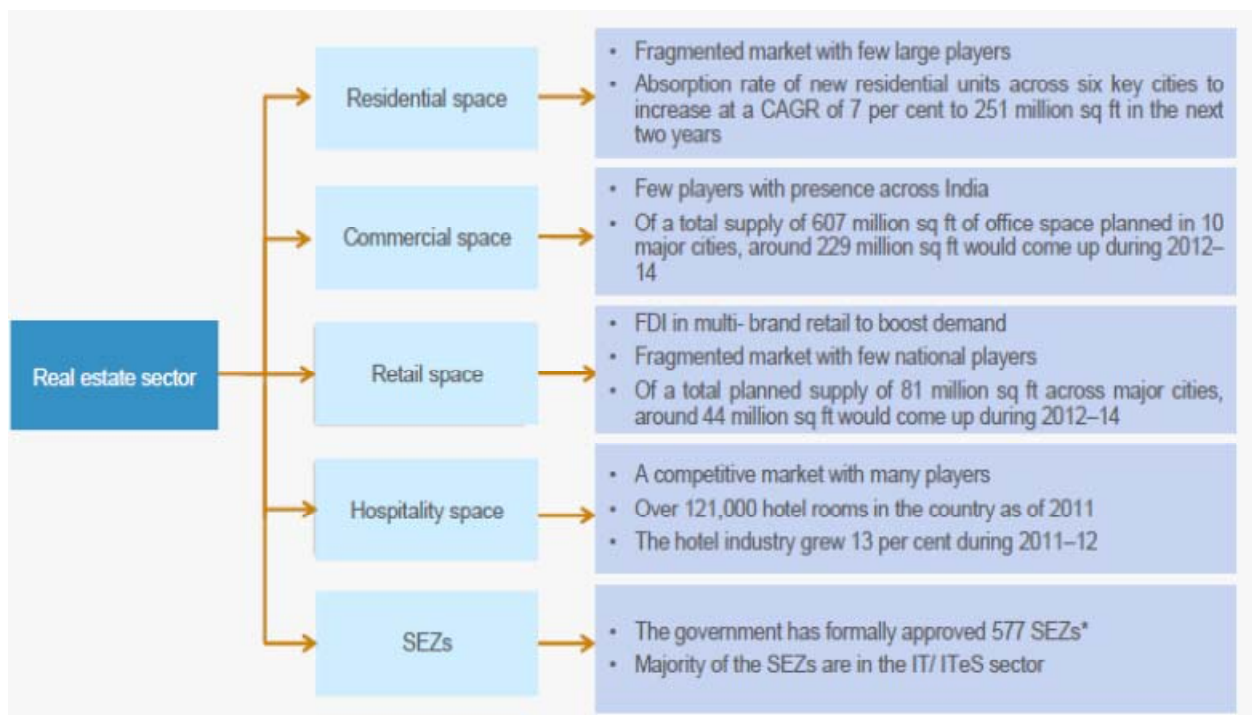 Real estate sector
Residential space
• Fragmented market with few large players
• Absorption rate of new residential units across six key cities to
increase at a CAGR of 7 per cent to 251 million sq ft in the next
two years
Commercial space
• Few players with presence across India
• Of a total supply of 607 million sq ft of office space planned in 10
major cities, around 229 million sq ft would come up during 2012–
14
Retail space
• FDI in multi- brand retail to boost demand
• Fragmented market with few national players
• Of a total planned supply of 81 million sq ft across major cities,
around 44 million sq ft would come up during 2012–14
Hospitality space
• A competitive market with many players
• Over 121,000 hotel rooms in the country as of 2011
• The hotel industry grew 13 per cent during 2011–12
SEZs
• The government has formally approved 577 SEZs*
• Majority of the SEZs are in the IT/ ITeS sector